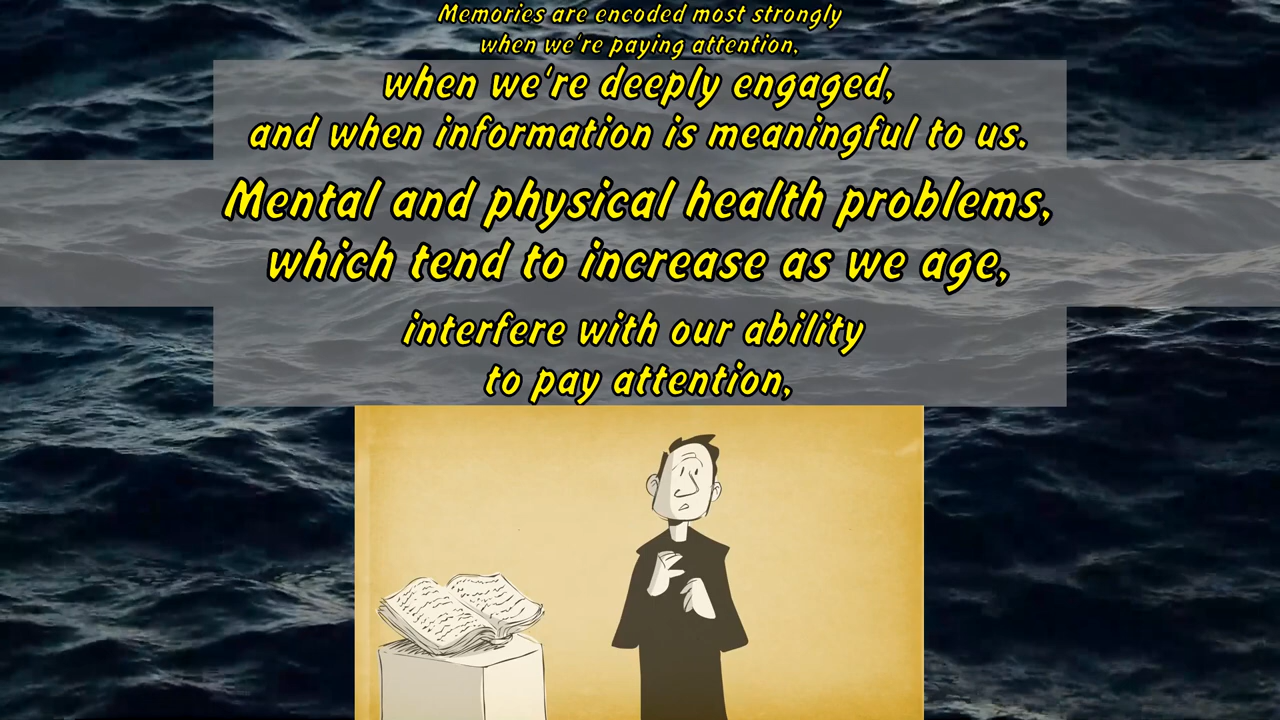 Memories are encoded most strongly
when we're paying attention,
when we're deeply engaged,
and when information is meaningful to us.
Mental and physical health problems,
which tend to increase as we age,
interfere with our ability
to pay attention,